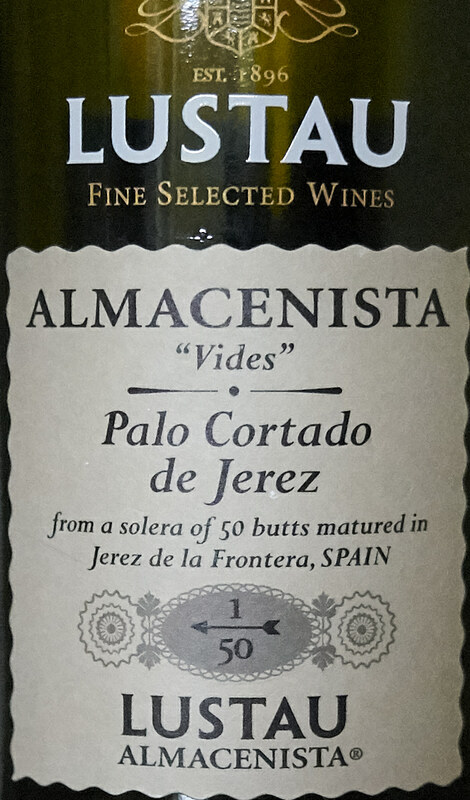 EST. 1896
LUSTAU
FINE SELECTED WINES
ALMACENISTA
“Vides”
Palo Cortado
de Jerez
from a solera of 50 butts matured in
Jerez de la Frontera, SPAIN
1
50
LUSTAU
ALMACENISTA®